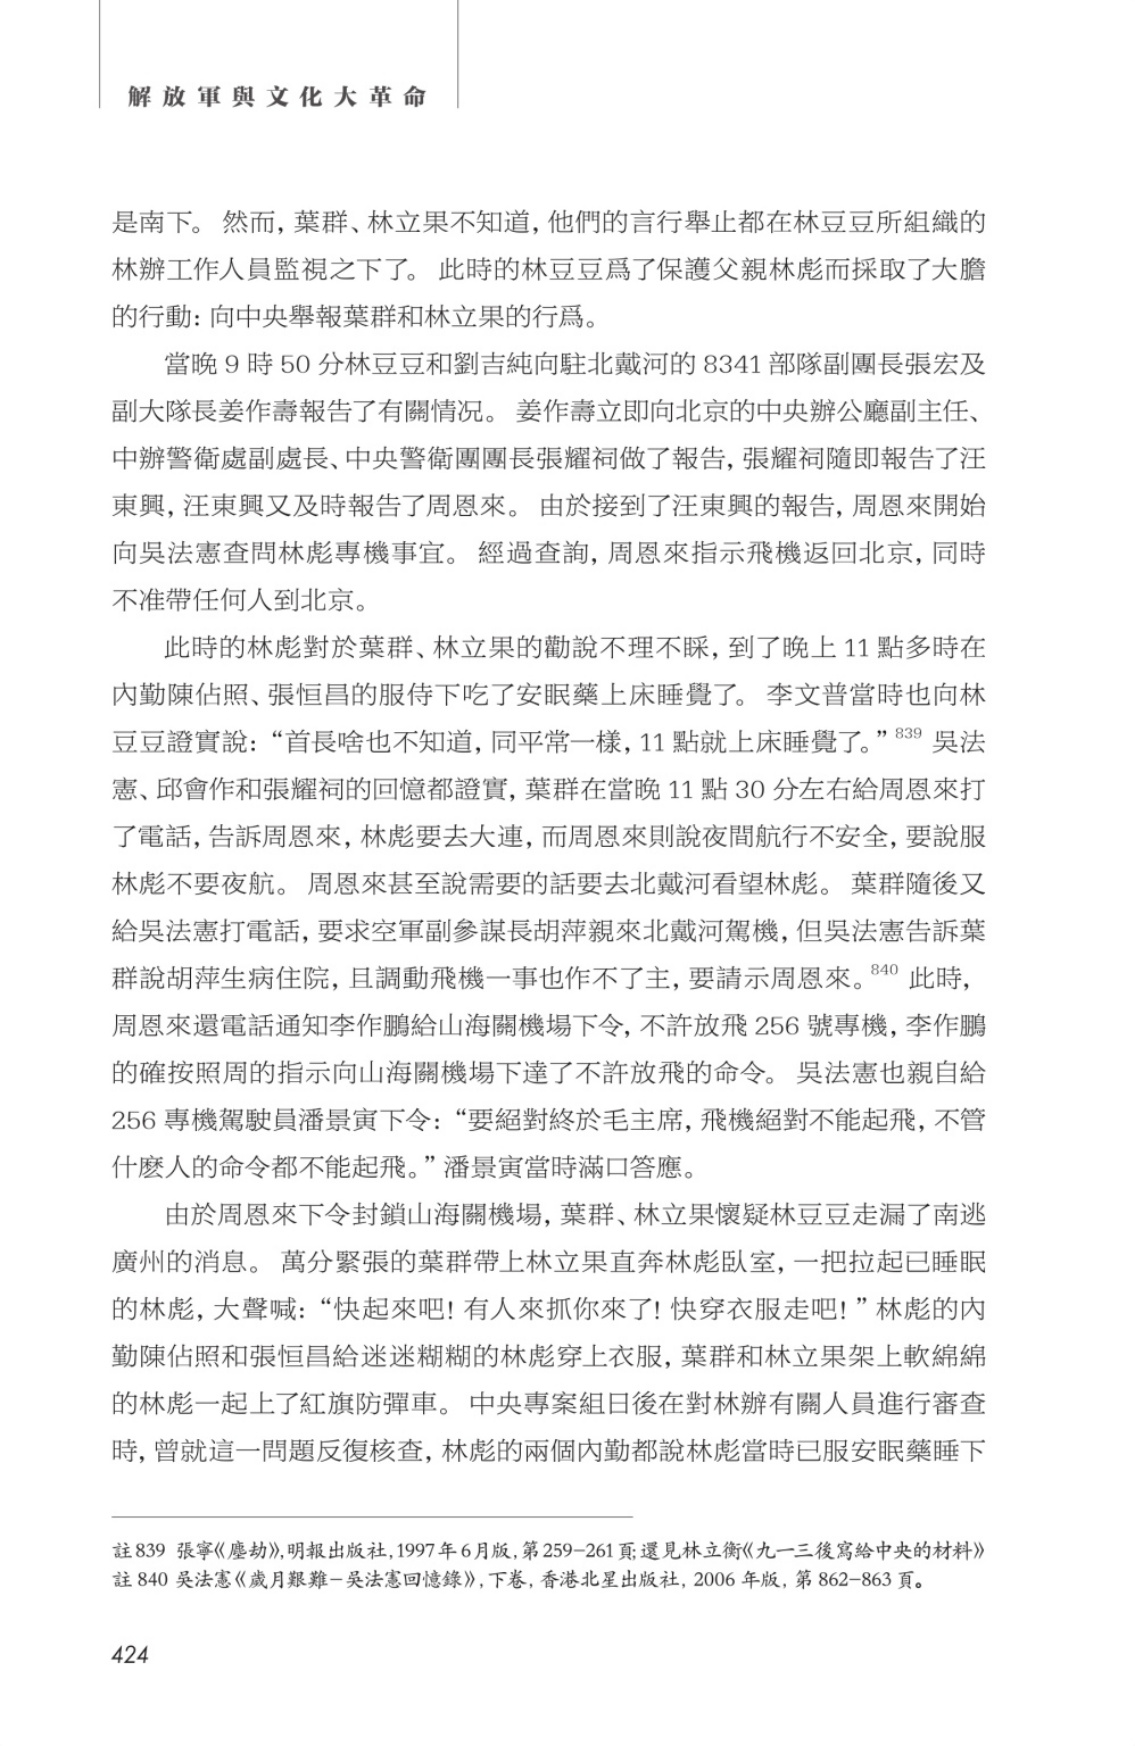 解放軍與文化大革命
是南下。 然而, 葉群、林立果不知道, 他們的言行舉止都在林豆豆所組織的
林辦工作人員監視之下了。 此時的林豆豆爲了保護父親林彪而採取了大膽
的行動: 向中央舉報葉群和林立果的行爲。
當晚 9 時 50 分林豆豆和劉吉純向駐北戴河的 8341 部隊副團長張宏及
副大隊長姜作壽報告了有關情況。 姜作壽立即向北京的中央辦公廳副主任、
中辦警衛處副處長、中央警衛團團長張耀祠做了報告, 張耀祠隨即報告了汪
東興, 汪東興又及時報告了周恩來。 由於接到了汪東興的報告, 周恩來開始
向吳法憲查問林彪專機事宜。 經過查詢, 周恩來指示飛機返回北京, 同時
不准帶任何人到北京。
此時的林彪對於葉群、林立果的勸說不理不睬, 到了晚上 11 點多時在
內勤陳佔照、張恒昌的服侍下吃了安眠藥上床睡覺了。 李文普當時也向林
豆豆證實說: “首長啥也不知道, 同平常一樣, 11 點就上床睡覺了。” 839 吳法
憲、邱會作和張耀祠的回憶都證實, 葉群在當晚 11 點 30 分左右給周恩來打
了電話, 告訴周恩來, 林彪要去大連, 而周恩來則說夜間航行不安全, 要說服
林彪不要夜航。 周恩來甚至說需要的話要去北戴河看望林彪。 葉群隨後又
給吳法憲打電話, 要求空軍副參謀長胡萍親來北戴河駕機, 但吳法憲告訴葉
群說胡萍生病住院, 且調動飛機一事也作不了主, 要請示周恩來。840 此時,
周恩來還電話通知李作鵬給山海關機場下令, 不許放飛 256 號專機, 李作鵬
的確按照周的指示向山海關機場下達了不許放飛的命令。 吳法憲也親自給
256 專機駕駛員潘景寅下令: “要絕對終於毛主席, 飛機絕對不能起飛, 不管
什麼人的命令都不能起飛。” 潘景寅當時滿口答應。
由於周恩來下令封鎖山海關機場, 葉群、林立果懷疑林豆豆走漏了南逃
廣州的消息。 萬分緊張的葉群帶上林立果直奔林彪臥室, 一把拉起已睡眠
的林彪, 大聲喊: “快起來吧! 有人來抓你來了! 快穿衣服走吧! ” 林彪的內
勤陳佔照和張恒昌給迷迷糊糊的林彪穿上衣服, 葉群和林立果架上軟綿綿
的林彪一起上了紅旗防彈車。 中央專案組日後在對林辦有關人員進行審查
時, 曾就這一問題反復核查, 林彪的兩個內勤都說林彪當時已服安眠藥睡下
註839 張寧《塵劫》, 明報出版社, 1997 年 6 月版, 第 259–261 頁; 還見林立衡《九一三後寫給中央的材料》
註 840 吳法憲《歲月艱難－吳法憲回憶錄》, 下卷, 香港北星出版社, 2006 年版, 第 862–863 頁。
424